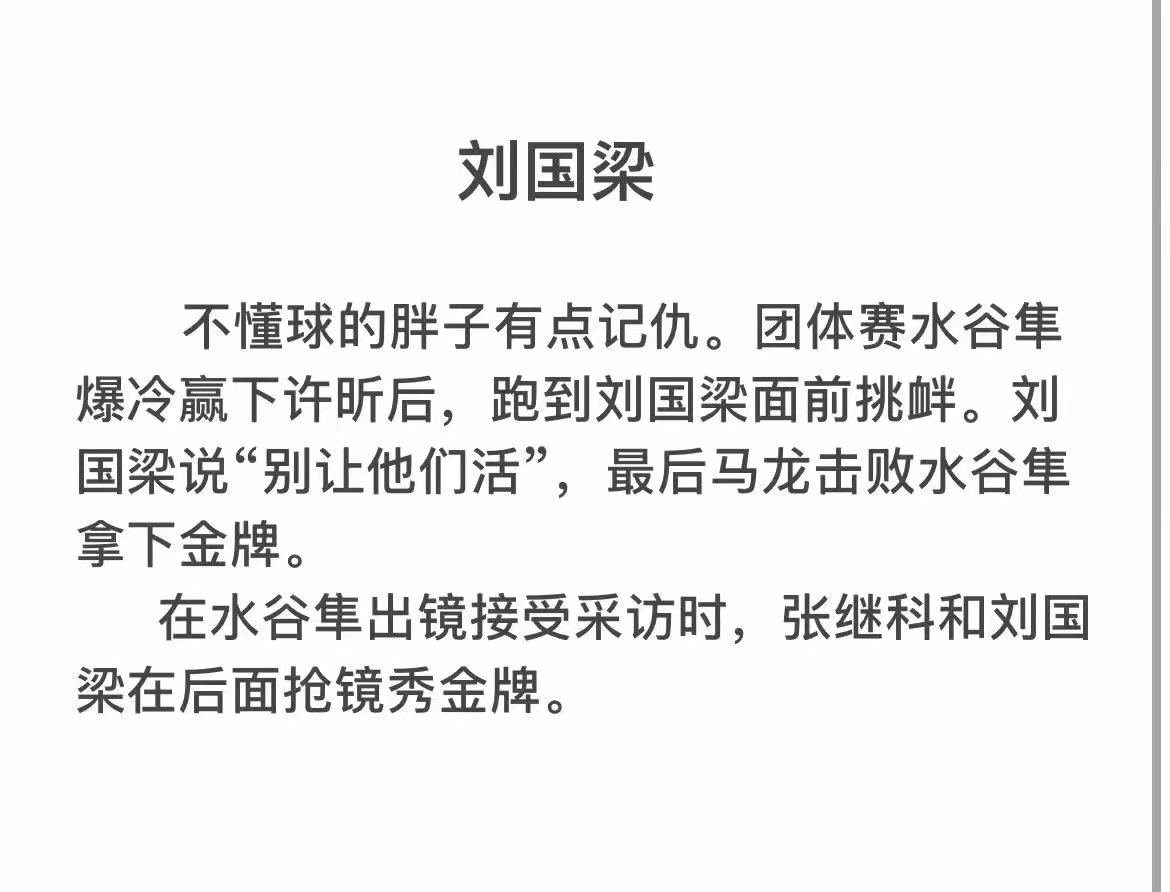 刘国梁
不懂球的胖子有点记仇。团体赛水谷隼
爆冷赢下许昕后，跑到刘国梁面前挑衅。刘
国梁说“别让他们活”，最后马龙击败水谷隼
拿下金牌。
在水谷隼出镜接受采访时，张继科和刘国
梁在后面抢镜秀金牌。